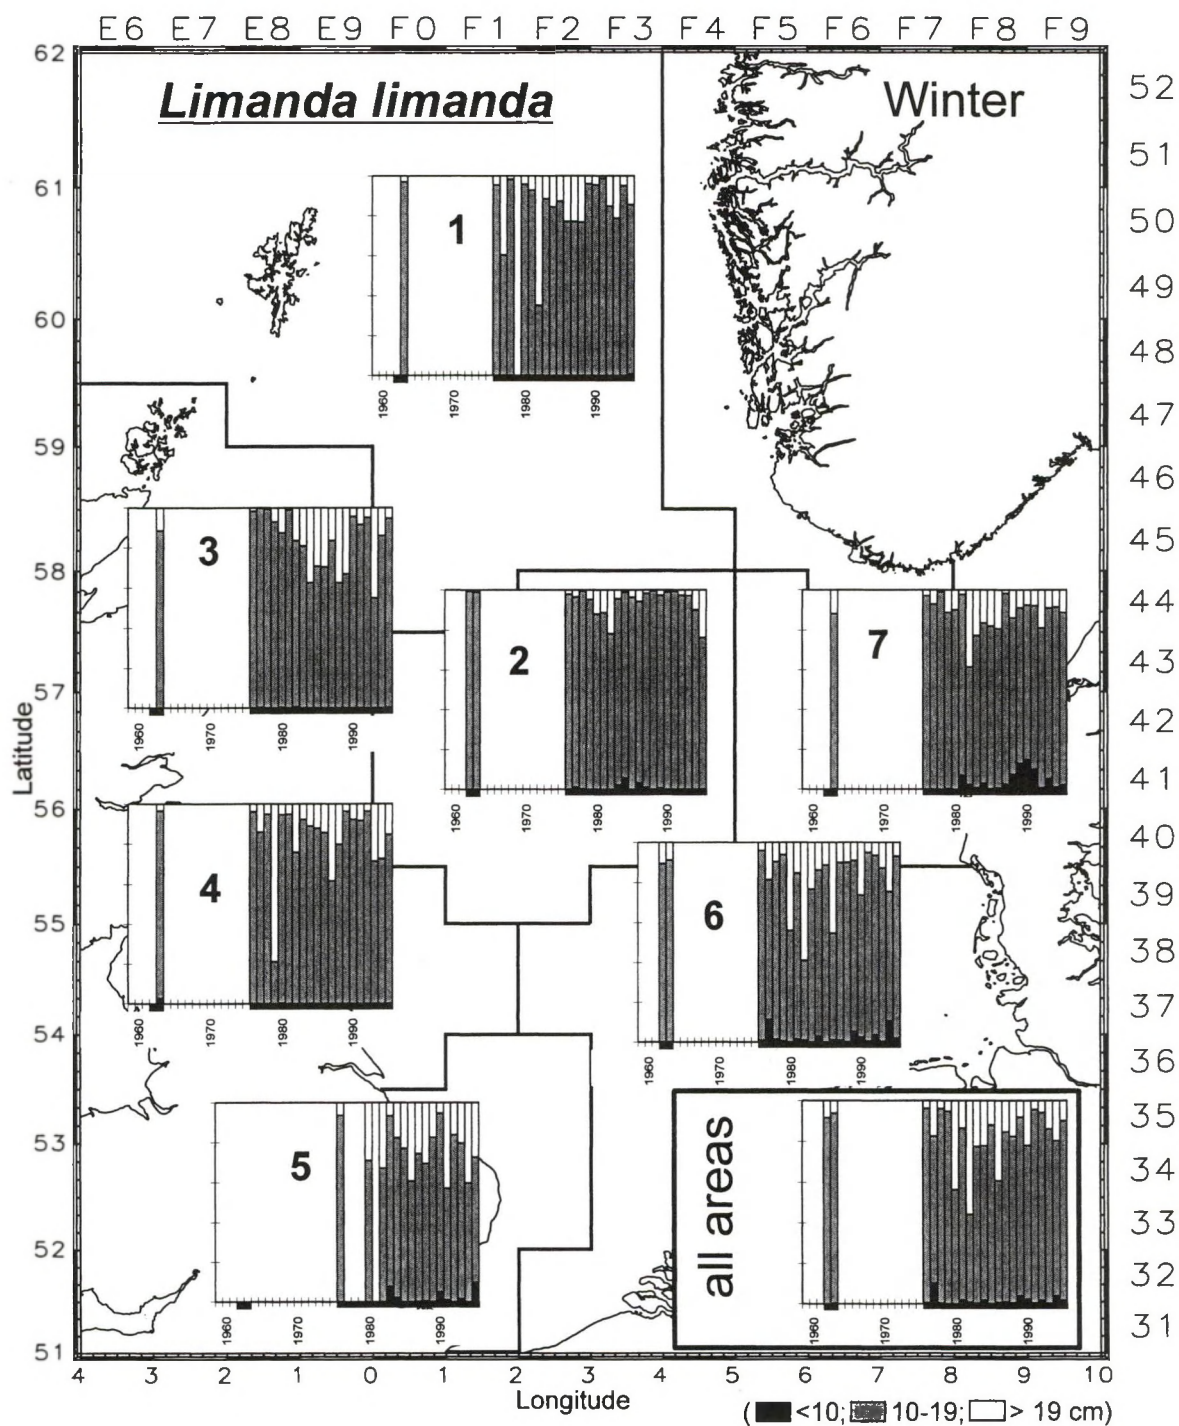 E6 E7 E8 E9 F0 F1 F2 F3 F4 F5 F6 F7 F8 F9
62
Limanda limanda
Winter
52
51
61
1
50
49
60
48
1960 1970 1980 1990
47
59
46
3
45
58
2
7
44
43
57
1960 1970 1980 1990
42
Latitude
41
1960 1970 1980 1990
1960 1970 1980 1990
56
40
4
6
39
55
38
37
1960 1970 1980 1990
54
36
1960 1970 1980 1990
35
53
5
all areas
34
33
52
32
1960 1970 1980 1990
1960 1970 1980 1990
31
51
4 3 2 1 0 1 2 3 4 5 6 7 8 9 10
Longitude
( <10; 10-19; > 19 cm)